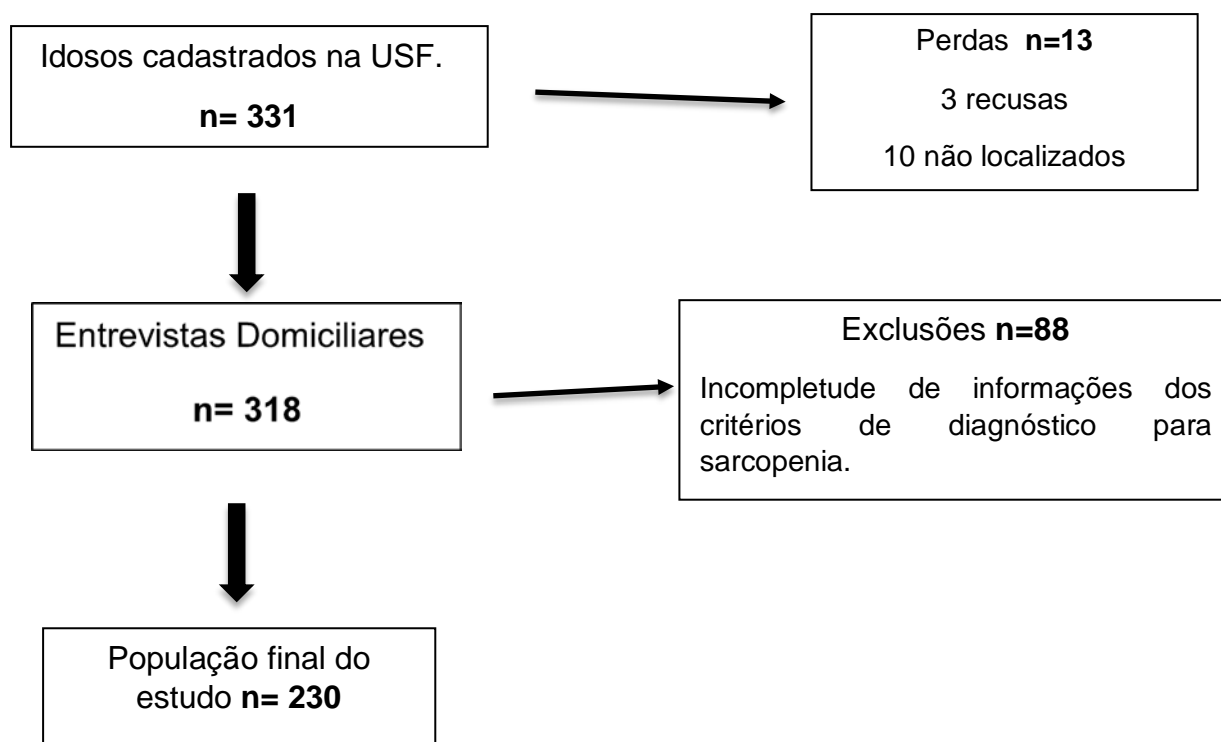 Idosos cadastrados na USF.
n= 331
Perdas n=13
3 recusas
10 não localizados
Entrevistas Domiciliares
n= 318
Exclusões n=88
Incompletude de informações dos
critérios de diagnóstico para
sarcopenia.
População final do
estudo n= 230